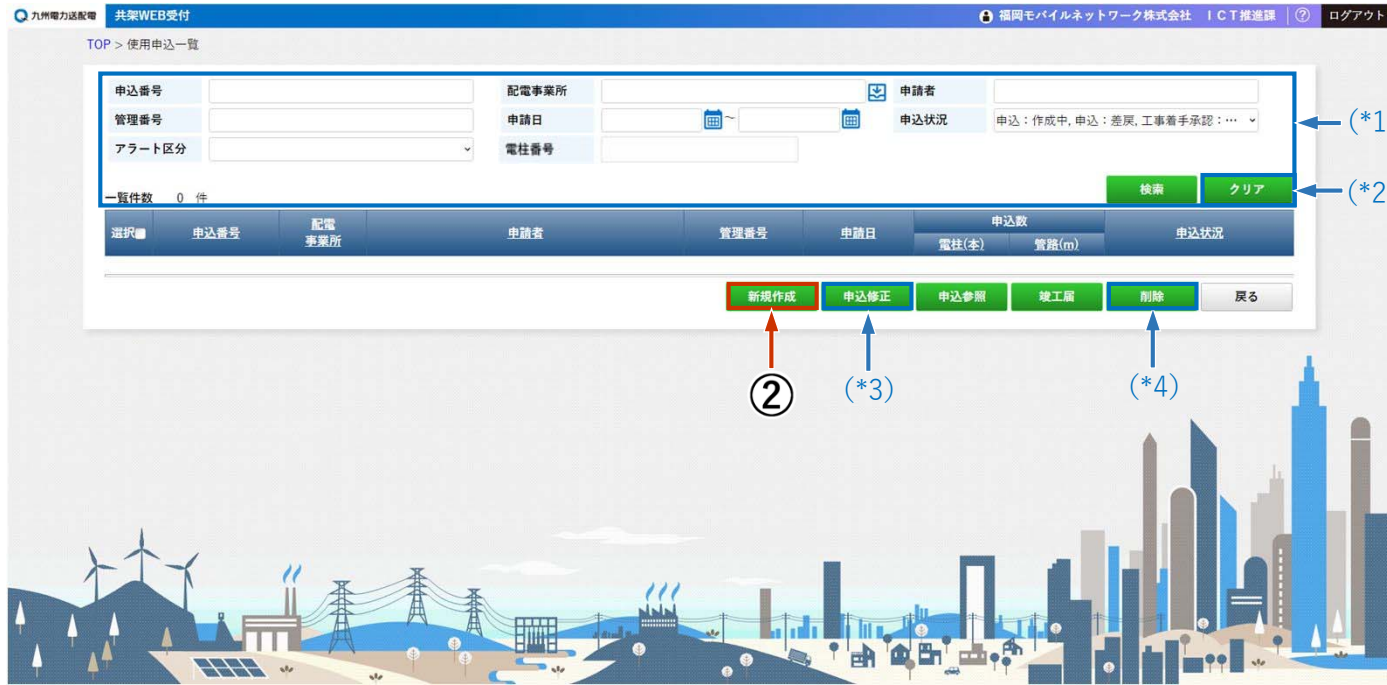 九州電力送配電 共架WEB受付 福岡モバイルネットワーク株式会社 ICT推進課 ? ログアウト
TOP > 使用申込一覧
申込番号 配電事業所 申請者
管理番号 申請日 ~ 申込状況 申込：作成中, 申込：差戻, 工事着手承認：…
アラート区分 電柱番号
(*1
検索 クリア
(*2
一覧件数 0 件
選択 申込番号 配電事業所 申請者 管理番号 申請日 申込数 申込状況
電柱(本) 管路(m)
新規作成 申込修正 申込参照 竣工届 削除 戻る
② (*3) (*4)